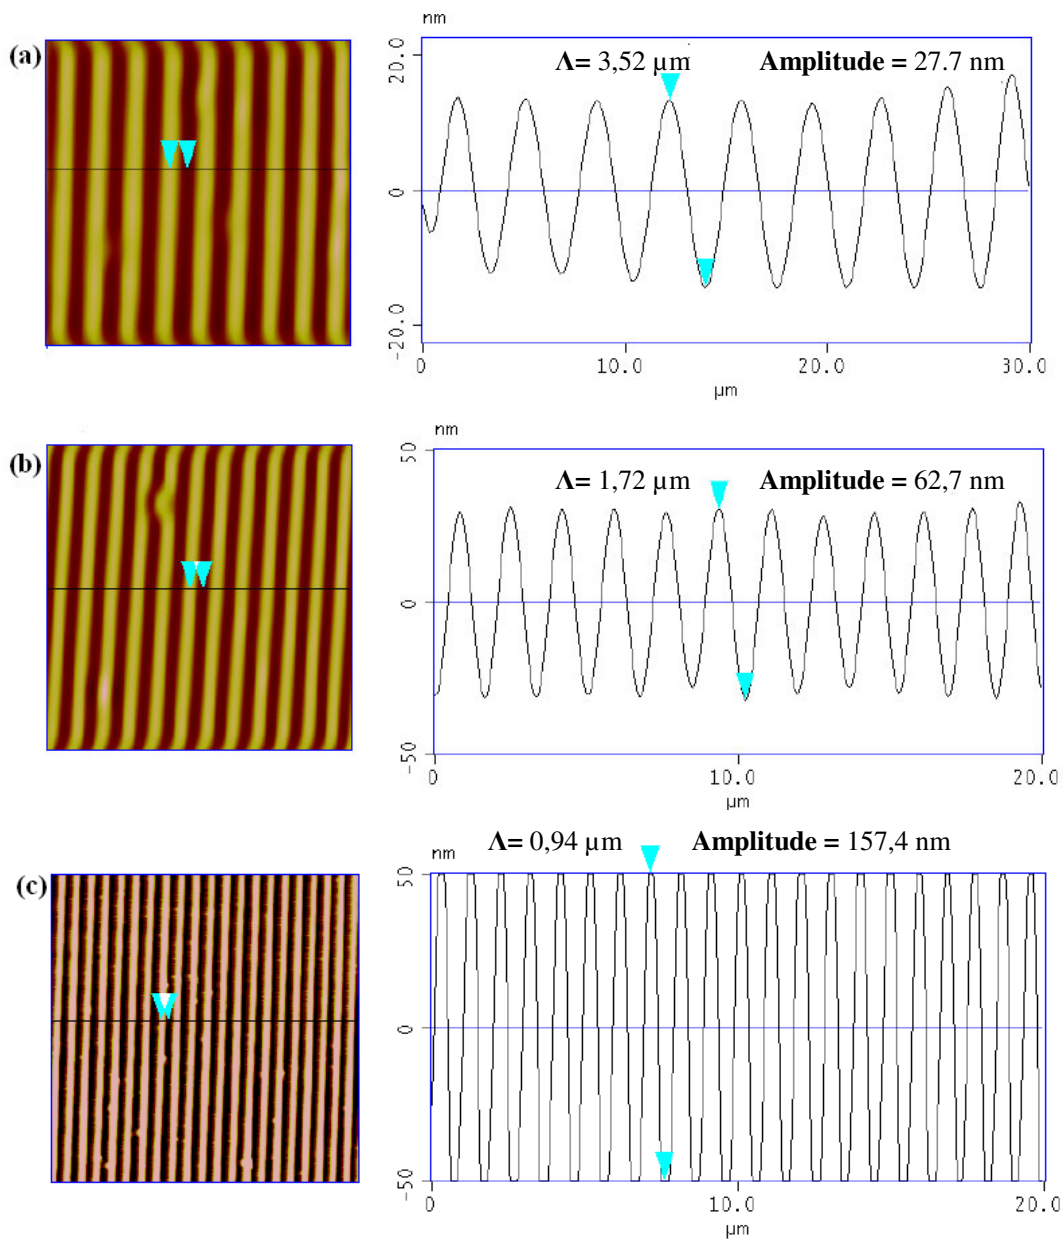 nm
(a)
Λ= 3,52 µm Amplitude = 27.7 nm
20.0
0
-20.0
0 10.0 20.0 30.0
µm
nm
(b)
Λ= 1,72 µm Amplitude = 62,7 nm
50
0
-50
0 10.0 20.0
µm
Λ= 0,94 µm Amplitude = 157,4 nm
nm
(c)
50
0
-50
0 10.0 20.0
µm